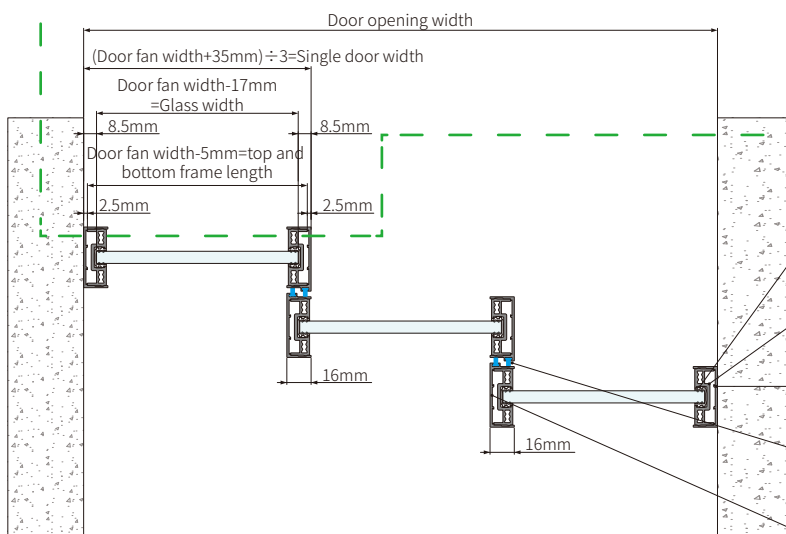 Door opening width
(Door fan width+35mm)÷3=Single door width
Door fan width-17mm
=Glass width
8.5mm
8.5mm
Door fan width-5mm=top and
bottom frame length
2.5mm
2.5mm
16mm
16mm